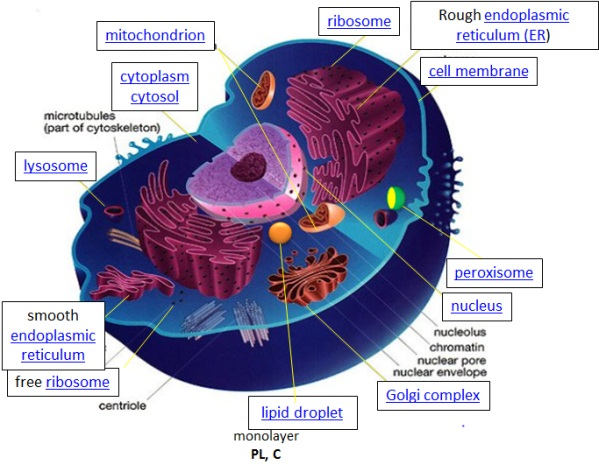 ribosome
Rough endoplasmic
reticulum (ER)
mitochondrion
cell membrane
cytoplasm
cytosol
microtubules
(part of cytoskeleton)
lysosome
peroxisome
nucleus
smooth
endoplasmic
reticulum
nucleolus
chromatin
nuclear pore
nuclear envelope
free ribosome
Golgi complex
centriole
lipid droplet
monolayer
PL, C